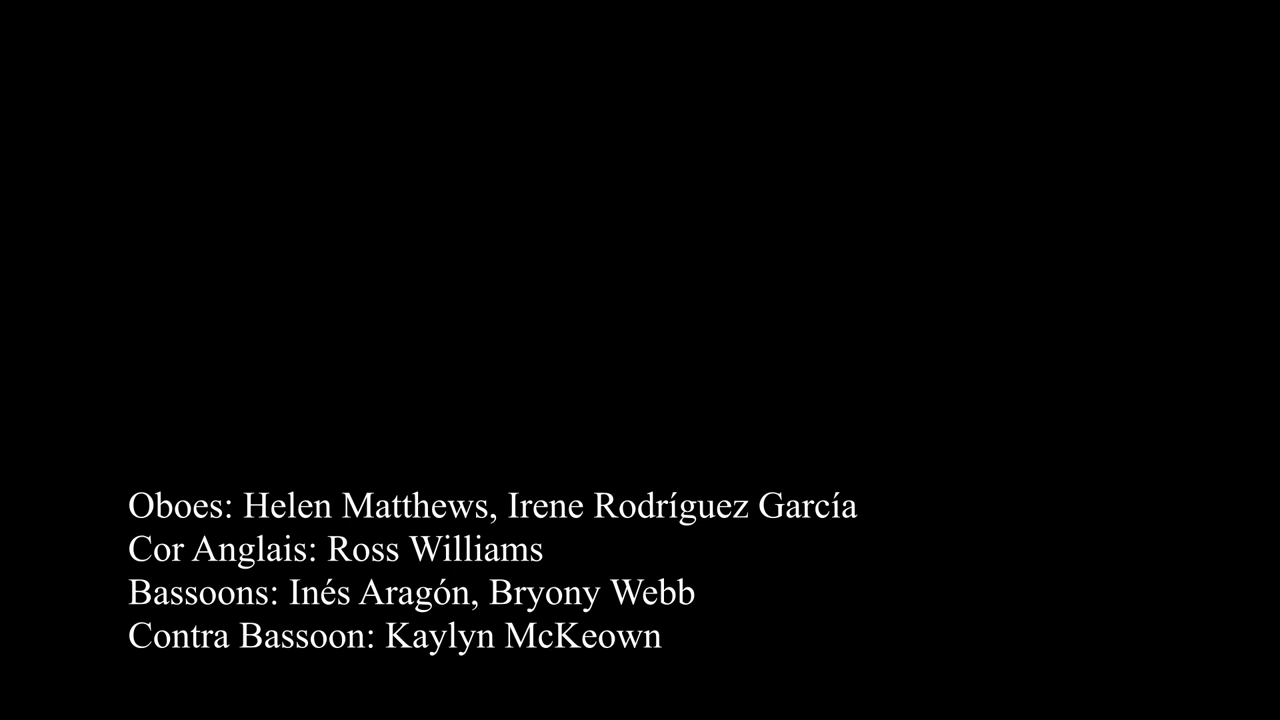 Oboes: Helen Matthews, Irene Rodríguez García
Cor Anglais: Ross Williams
Bassoons: Inés Aragón, Bryony Webb
Contra Bassoon: Kaylyn McKeown